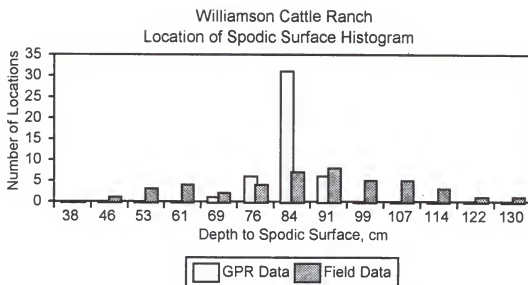 Williamson Cattle Ranch
Location of Spodic Surface Histogram
Number of Locations
35
30
25
20
15
10
5
0
38 46 53 61 69 76 84 91 99 107 114 122 130
Depth to Spodic Surface, cm
GPR Data Field Data